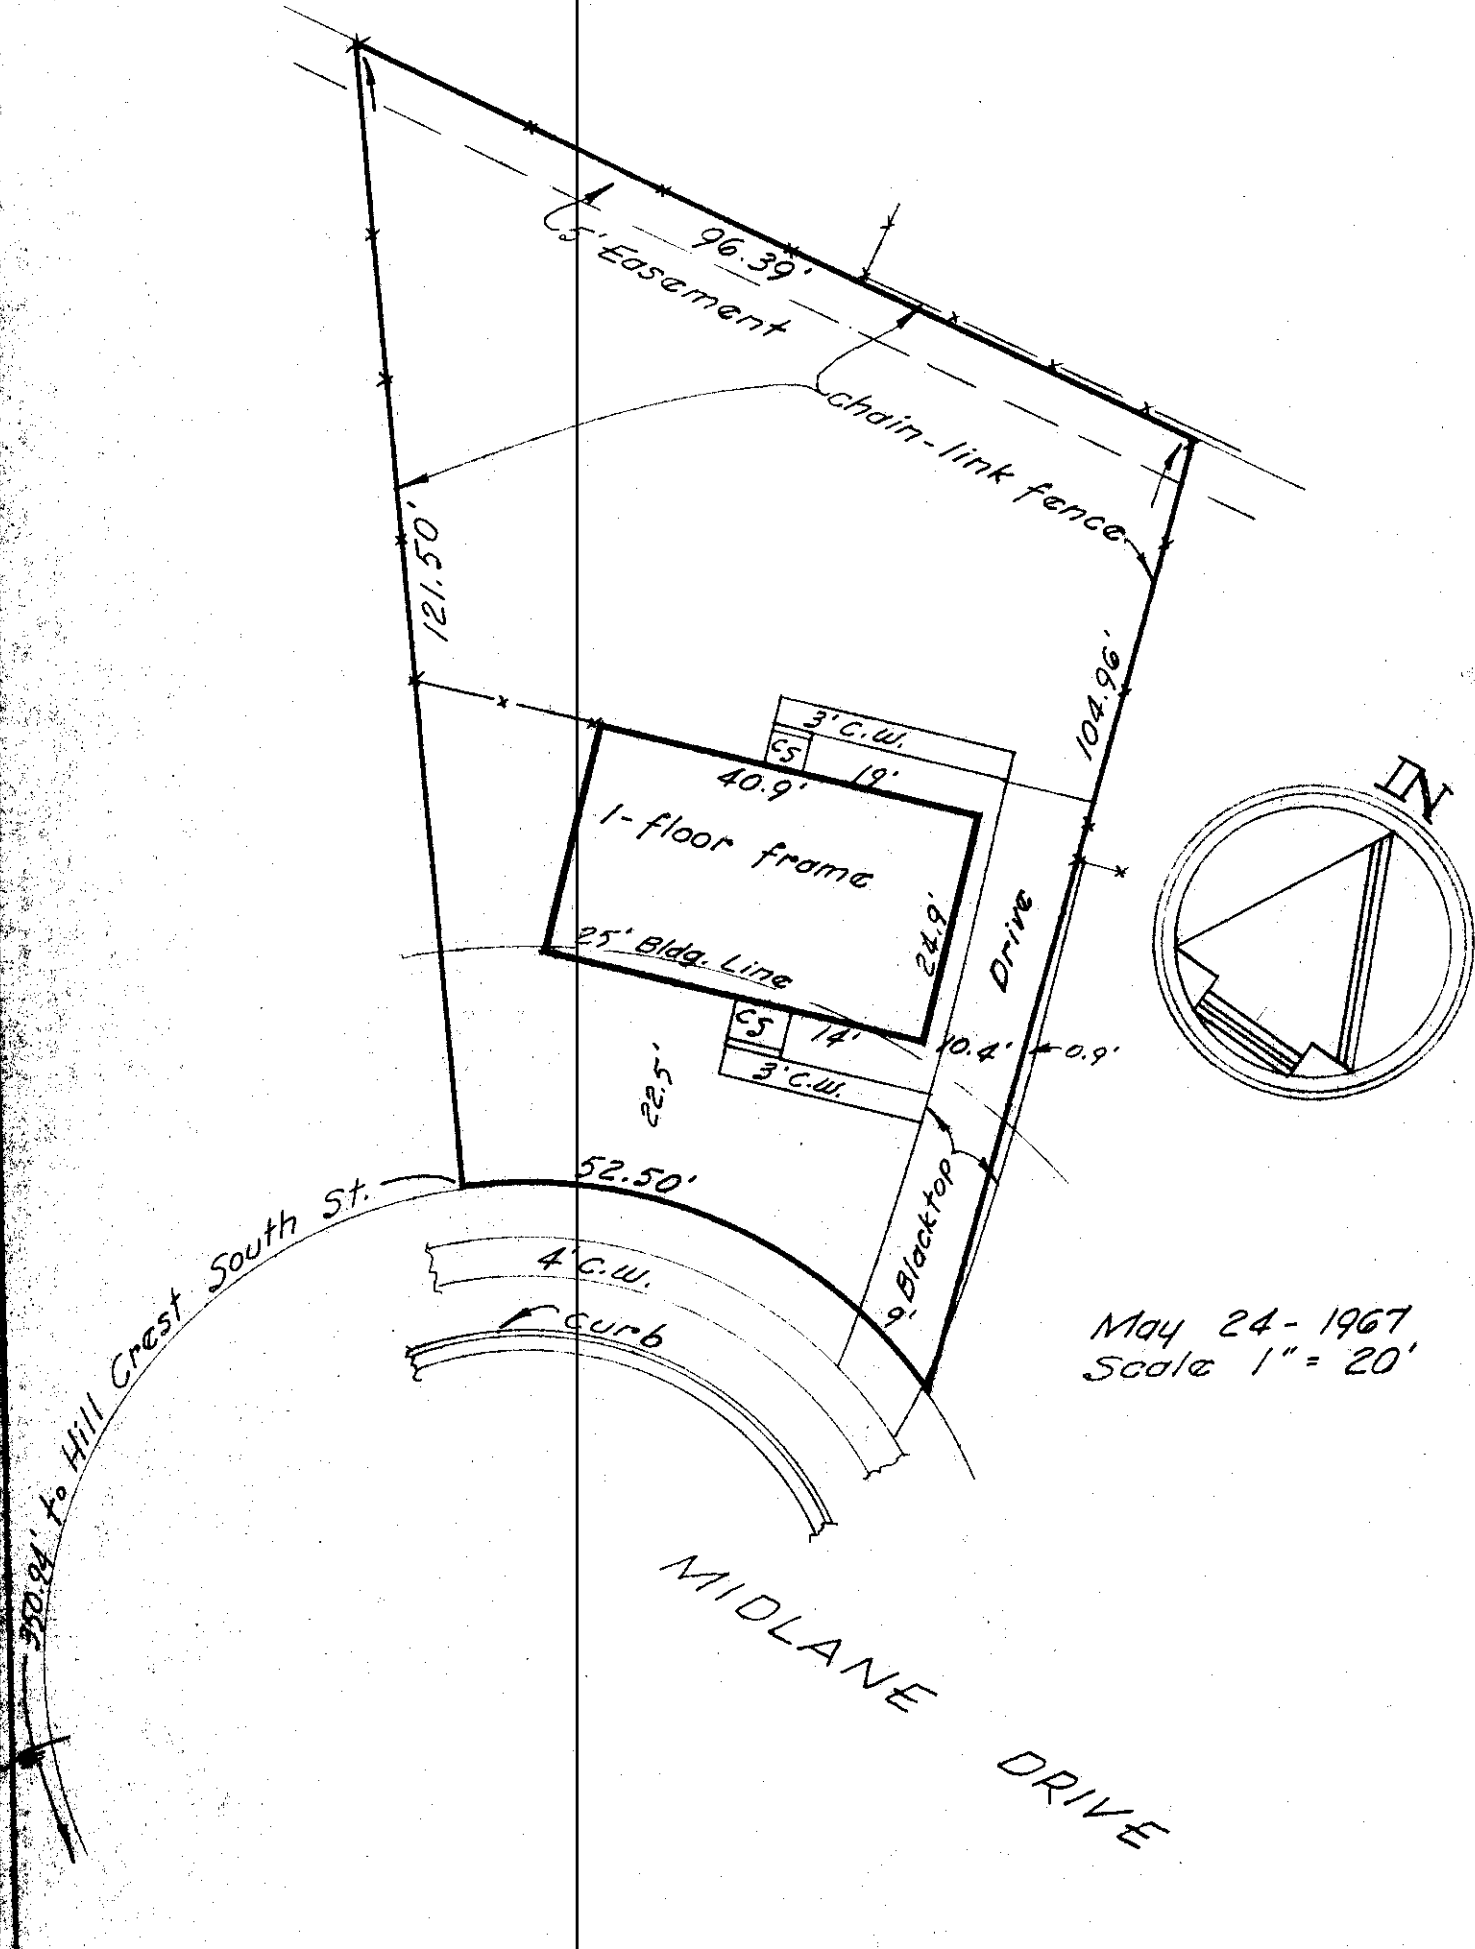 96.39'
5' Easement
chain-link fence
121.50'
104.96'
3' C.W.
CS
19'
40.9'
1-floor frame
24.9'
25' Bldg. Line
Drive
N
CS
14'
10.4'
0.9'
3' C.W.
22.5'
52.50'
Blacktop
9'
4' C.W.
curb
to Hill Crest South St.
May 24-1967
Scale 1" = 20'
MIDLANE DRIVE